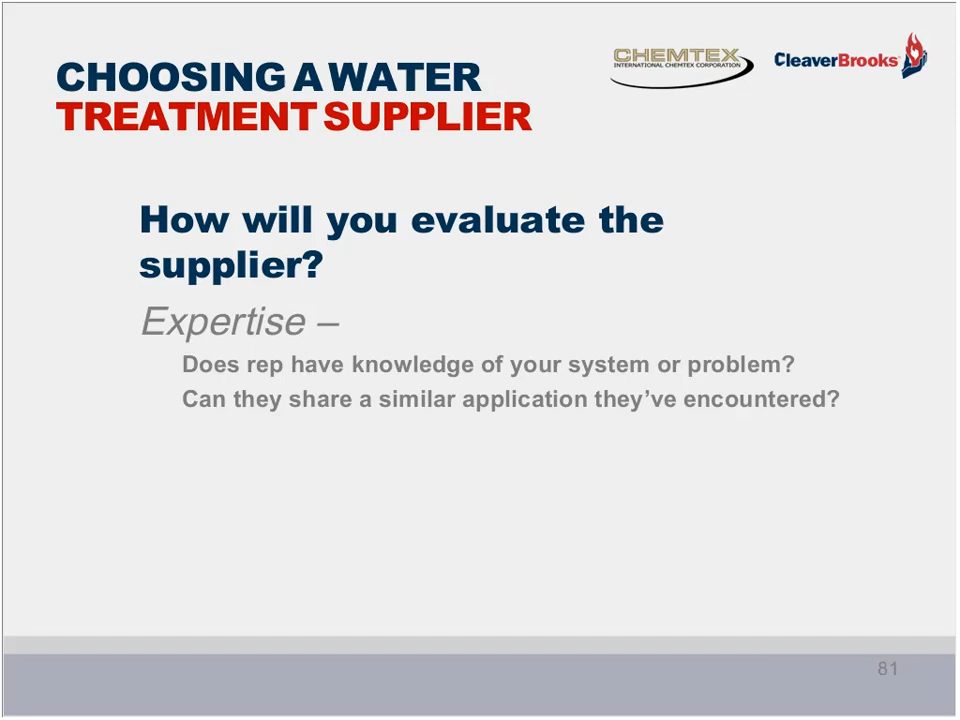 CHOOSING A WATER
TREATMENT SUPPLIER
CHEMTEX
INTERNATIONAL CHEMTEX CORPORATION
CleaverBrooks
How will you evaluate the
supplier?
Expertise –
Does rep have knowledge of your system or problem?
Can they share a similar application they’ve encountered?
81